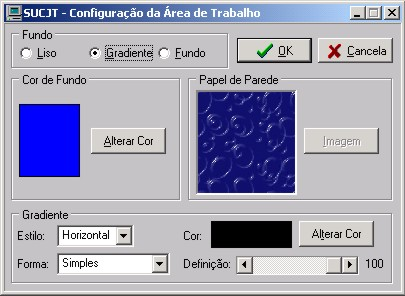 SUCJT - Configuração da Área de Trabalho
Fundo
Liso Gradiente Fundo OK Cancela
Cor de Fundo Papel de Parede
Alterar Cor Imagem
Gradiente
Estilo: Horizontal Cor: Alterar Cor
Forma: Simples Definição: 100